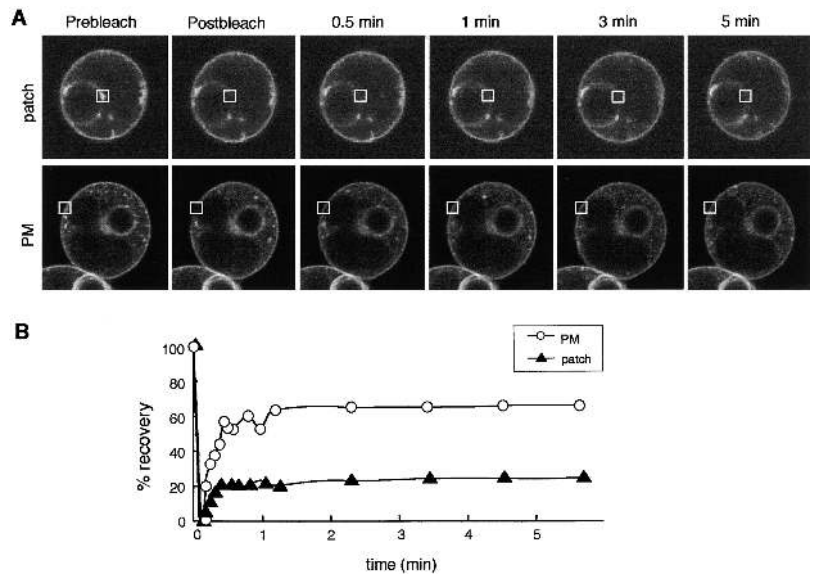 A
Prebleach Postbleach 0.5 min 1 min 3 min 5 min
patch
PM
B
PM
patch
100
80
60
40
20
0
% recovery
0 1 2 3 4 5
time (min)